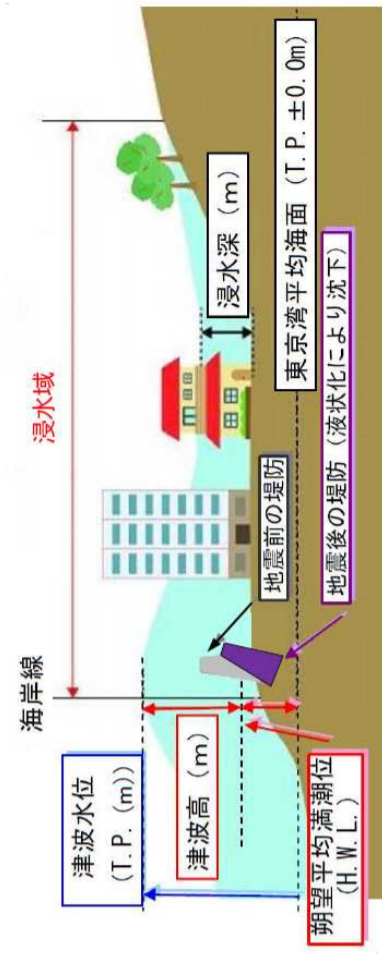 浸水域
海岸線
津波水位
(T.P.(m))
津波高(m)
浸水深(m)
地震前の堤防
東京湾平均海面(T.P.±0.0m)
地震後の堤防(液状化により沈下)
朔望平均満潮位
(H.W.L.)